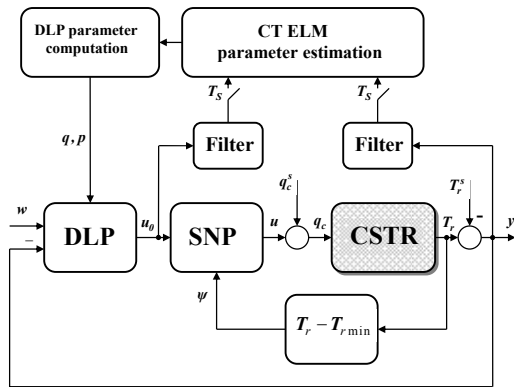 DLP parameter
computation
CT ELM
parameter estimation
T_S
T_S
q, p
Filter
Filter
q_c^s
T_r^s
w
−
DLP
u_0
SNP
u
q_c
CSTR
T_r
-
y
ψ
T_r − T_{r min}